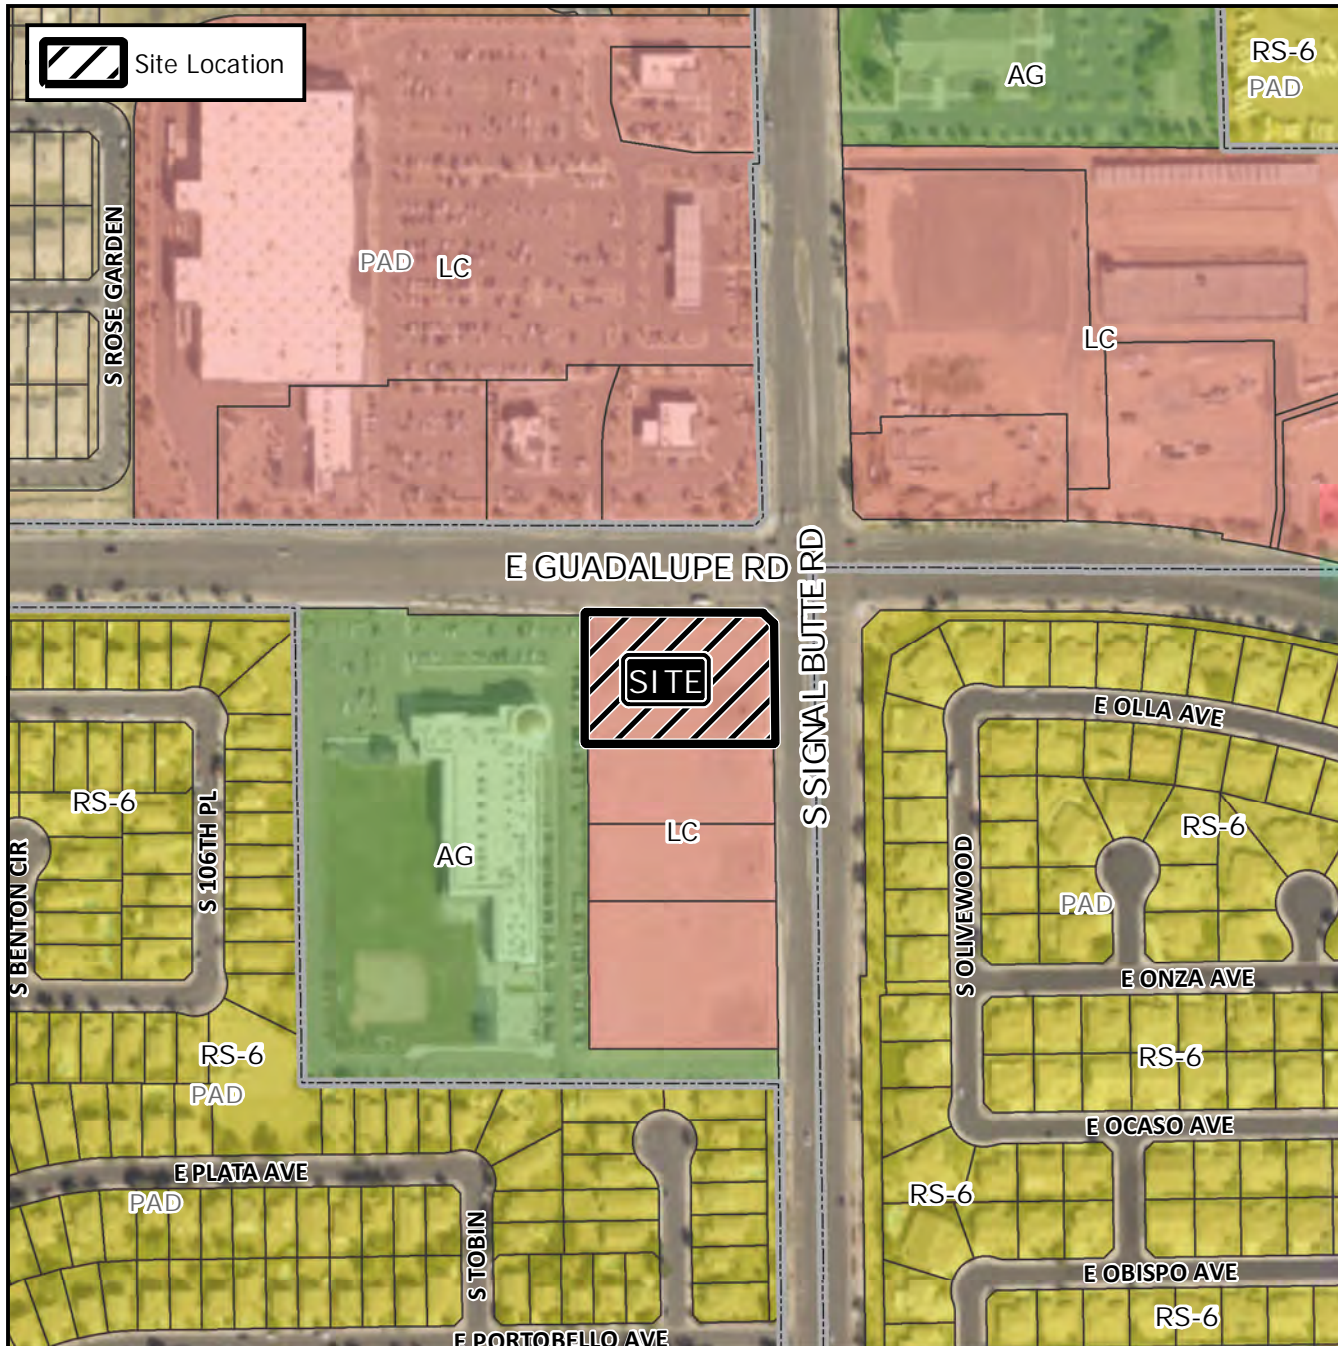 Site Location
RS-6
PAD
AG
PAD
LC
LC
S ROSE GARDEN
E GUADALUPE RD
S SIGNAL BUTTE RD
SITE
E OLLA AVE
RS-6
S 106TH PL
S BENTON CIR
AG
LC
RS-6
PAD
S OLIVEWOOD
E ONZA AVE
RS-6
PAD
RS-6
E OCASO AVE
E PLATA AVE
PAD
RS-6
S TOBIN
E OBISPO AVE
RS-6
E PORTOBELLO AVE